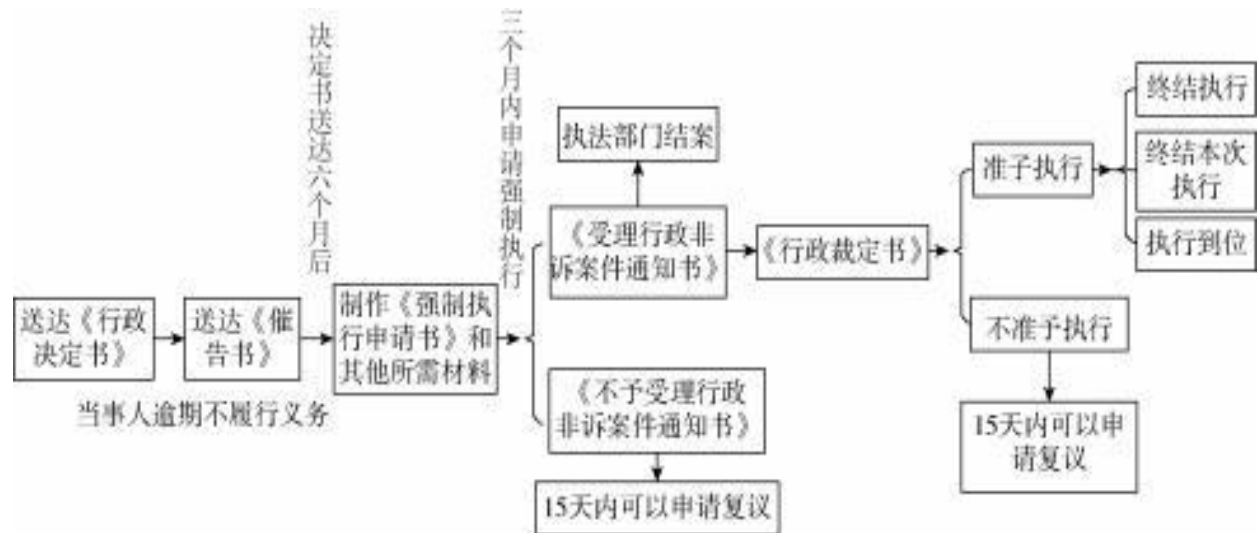 决定书送达六个月后
三个月内申请强制执行
送达《行政
决定书》
送达《催
告书》
当事人逾期不履行义务
制作《强制执
行申请书》和
其他所需材料
执法部门结案
《受理行政非
诉案件通知书》
《不予受理行政
非诉案件通知书》
15天内可以申请复议
《行政裁定书》
准子执行
不准予执行
15天内可以申
请复议
终结执行
终结本次
执行
执行到位